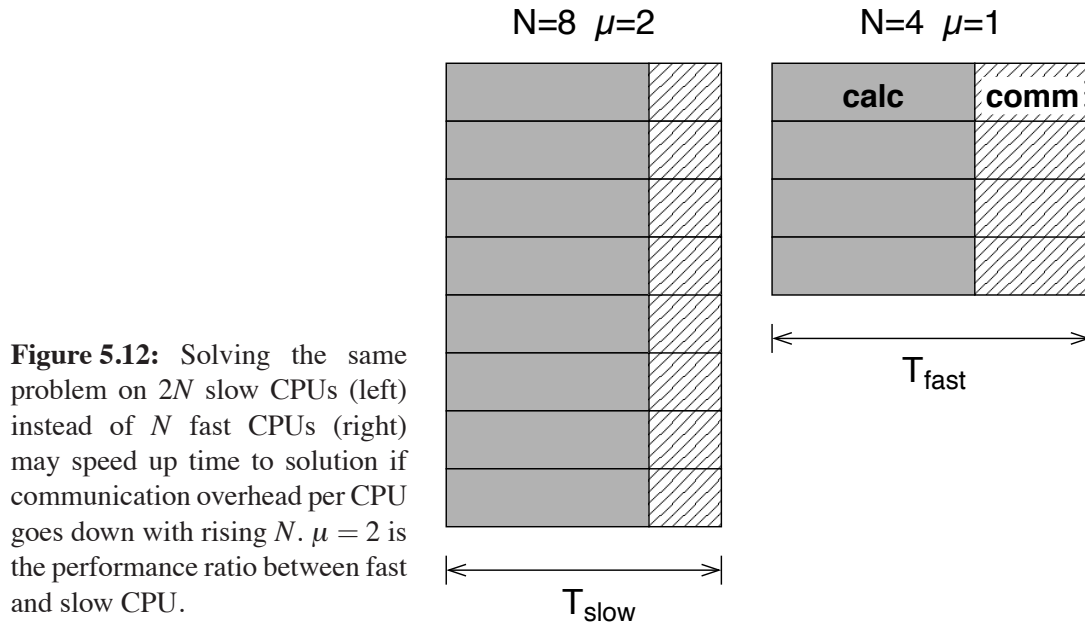 N=8 μ=2
N=4 μ=1
calc
comm
T_fast
T_slow
Figure 5.12: Solving the same
problem on 2N slow CPUs (left)
instead of N fast CPUs (right)
may speed up time to solution if
communication overhead per CPU
goes down with rising N. μ = 2 is
the performance ratio between fast
and slow CPU.